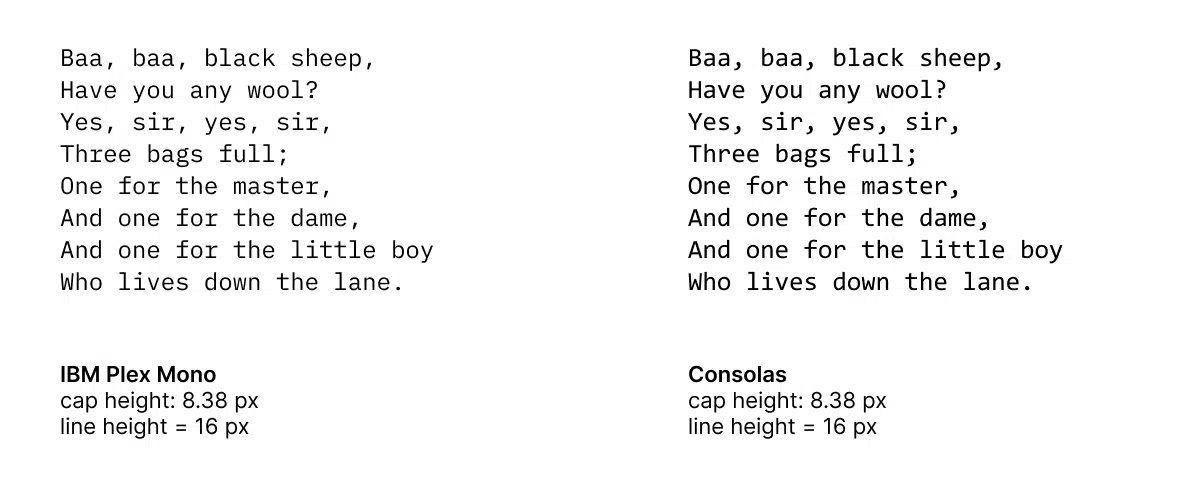 Baa, baa, black sheep,
Have you any wool?
Yes, sir, yes, sir,
Three bags full;
One for the master,
And one for the dame,
And one for the little boy
Who lives down the lane.
IBM Plex Mono
cap height: 8.38 px
line height = 16 px
Baa, baa, black sheep,
Have you any wool?
Yes, sir, yes, sir,
Three bags full;
One for the master,
And one for the dame,
And one for the little boy
Who lives down the lane.
Consolas
cap height: 8.38 px
line height = 16 px